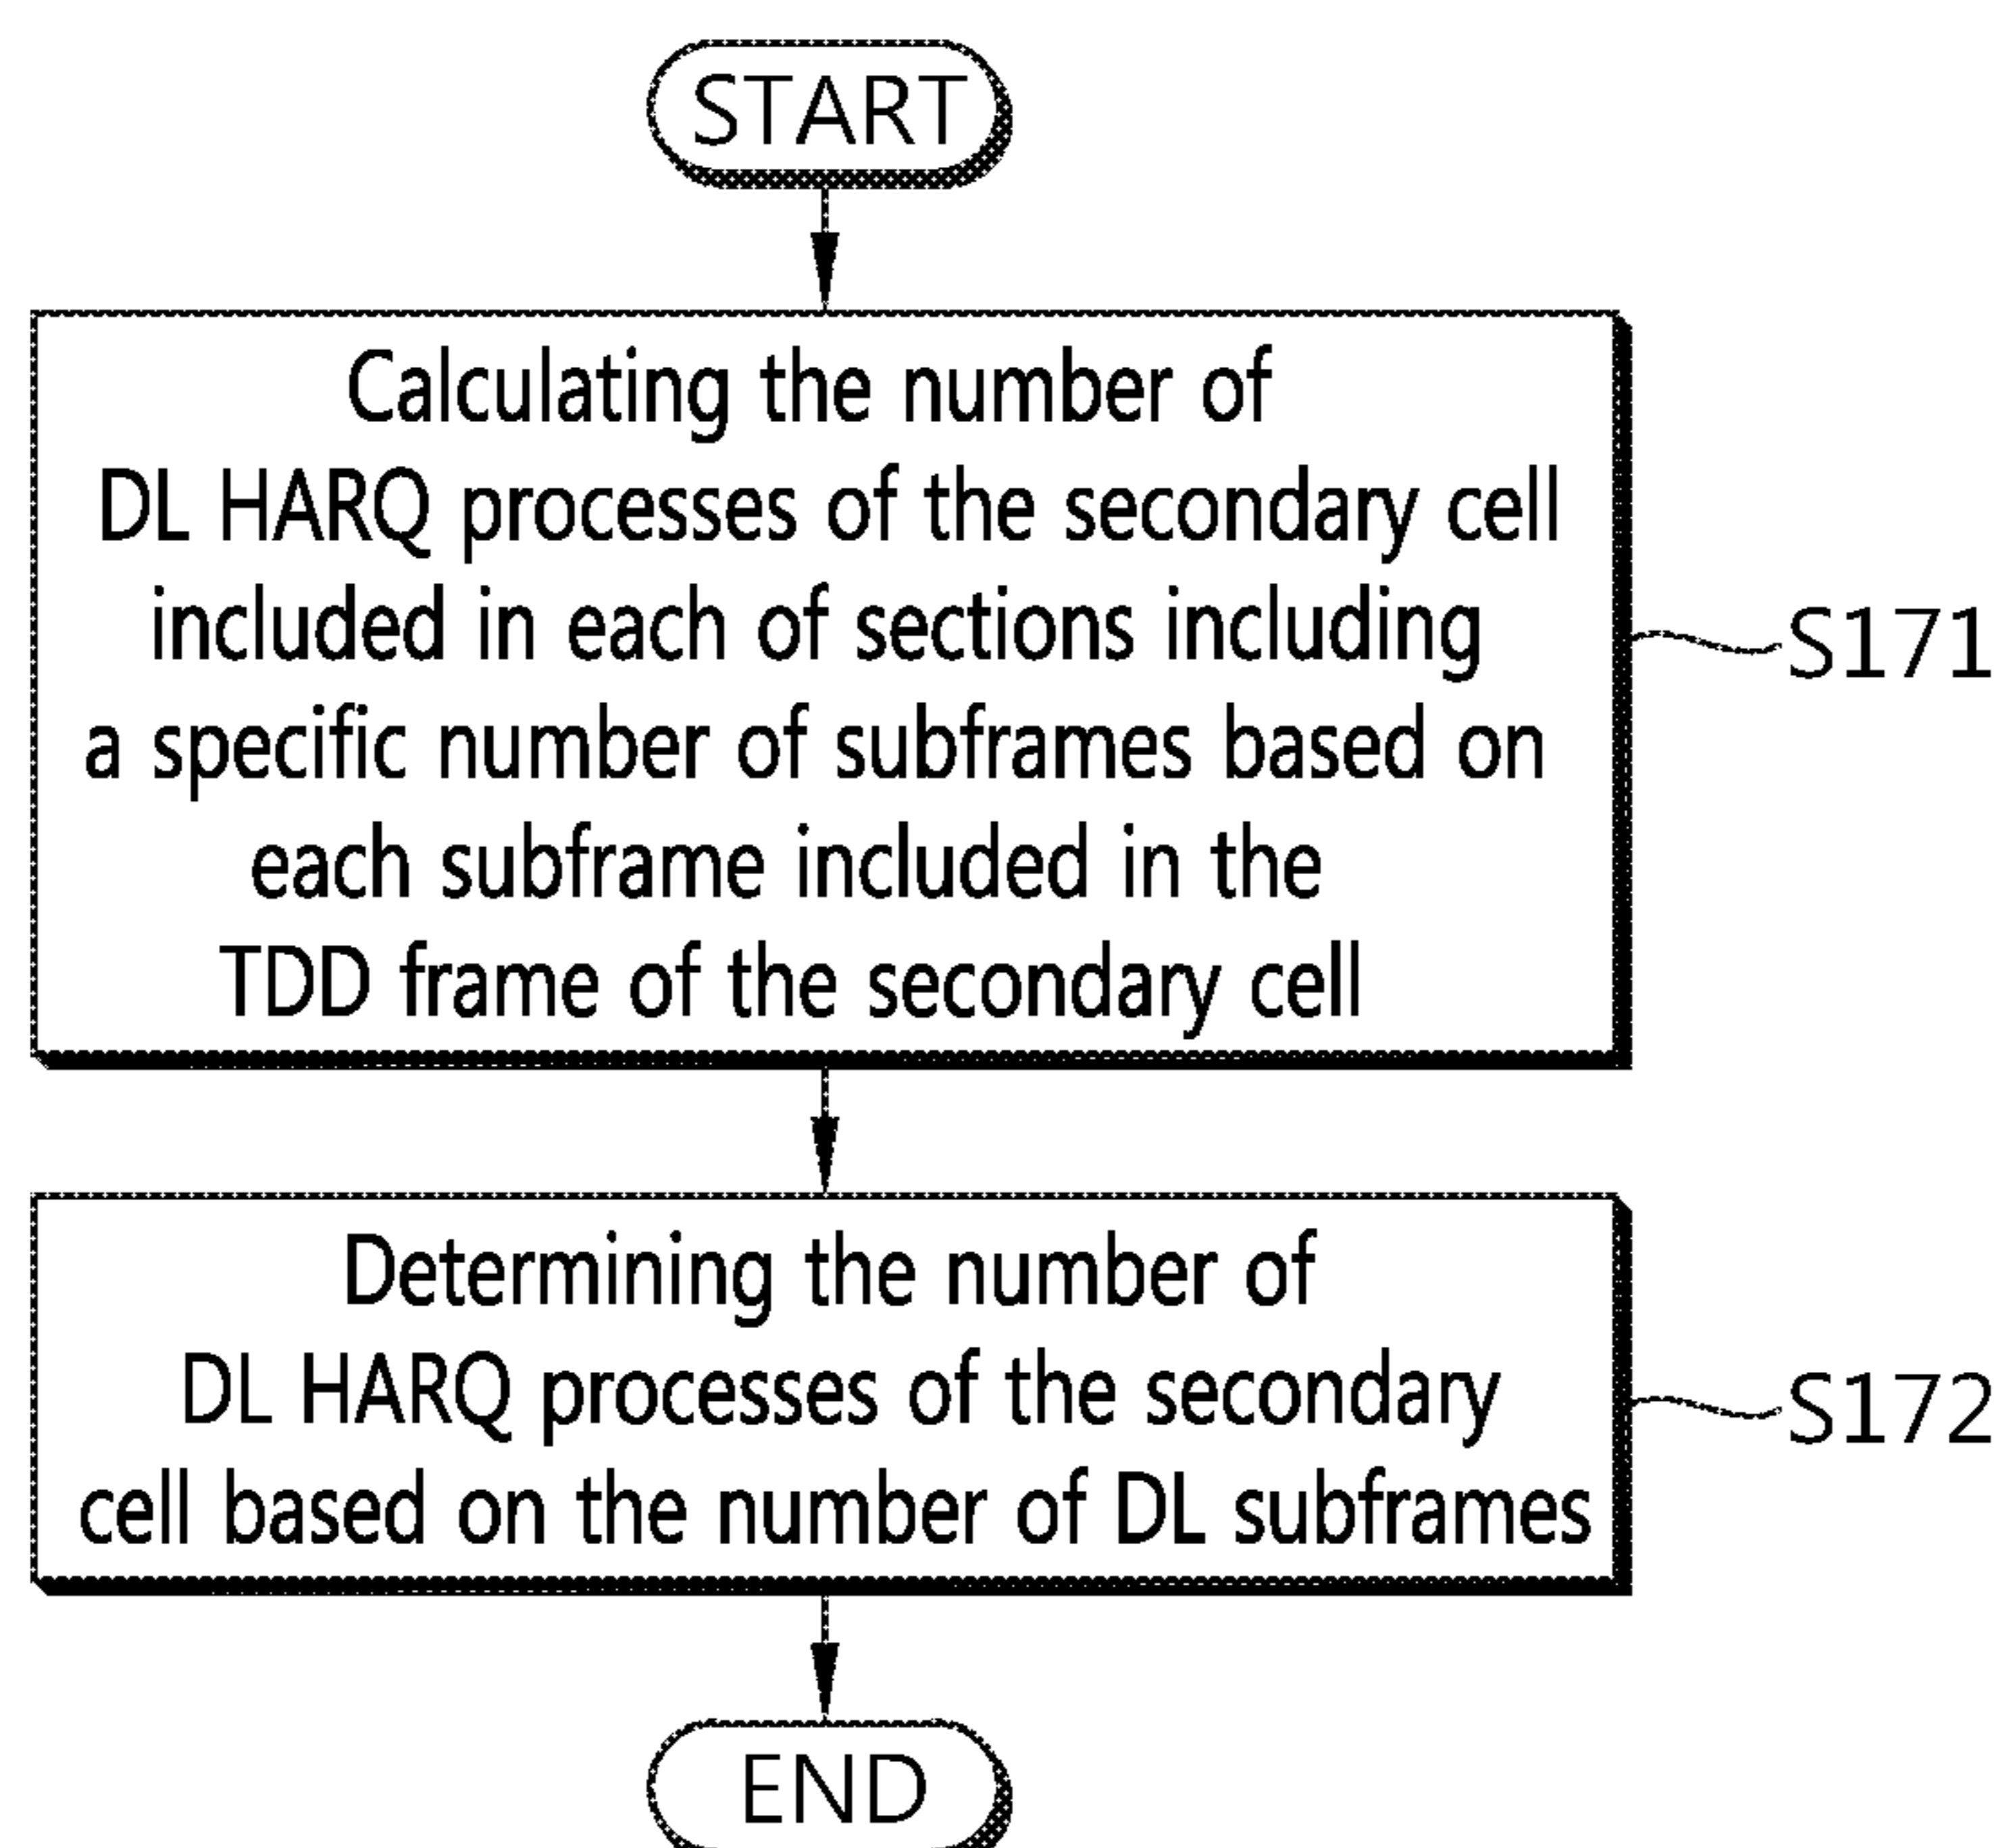 START
Calculating the number of
DL HARQ processes of the secondary cell
included in each of sections including
a specific number of subframes based on
each subframe included in the
TDD frame of the secondary cell
S171
Determining the number of
DL HARQ processes of the secondary
cell based on the number of DL subframes
S172
END